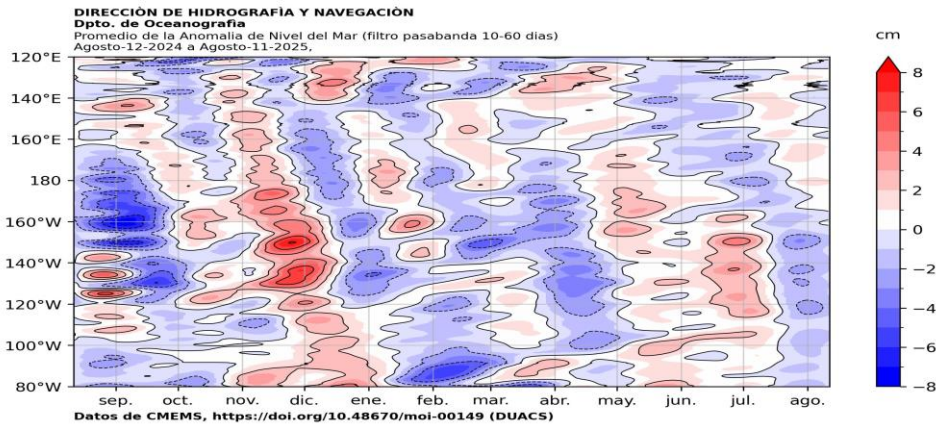 DIRECCIÒN DE HIDROGRAFÌA Y NAVEGACIÒN
Dpto. de Oceanografìa
Promedio de la Anomalia de Nivel del Mar (filtro pasabanda 10-60 dias)
Agosto-12-2024 a Agosto-11-2025,
cm
120°E
140°E
160°E
180
160°W
140°W
120°W
100°W
80°W
sep. oct. nov. dic. ene. feb. mar. abr. may. jun. jul. ago.
8
6
4
2
0
−2
−4
−6
−8
Datos de CMEMS, https://doi.org/10.48670/moi-00149 (DUACS)